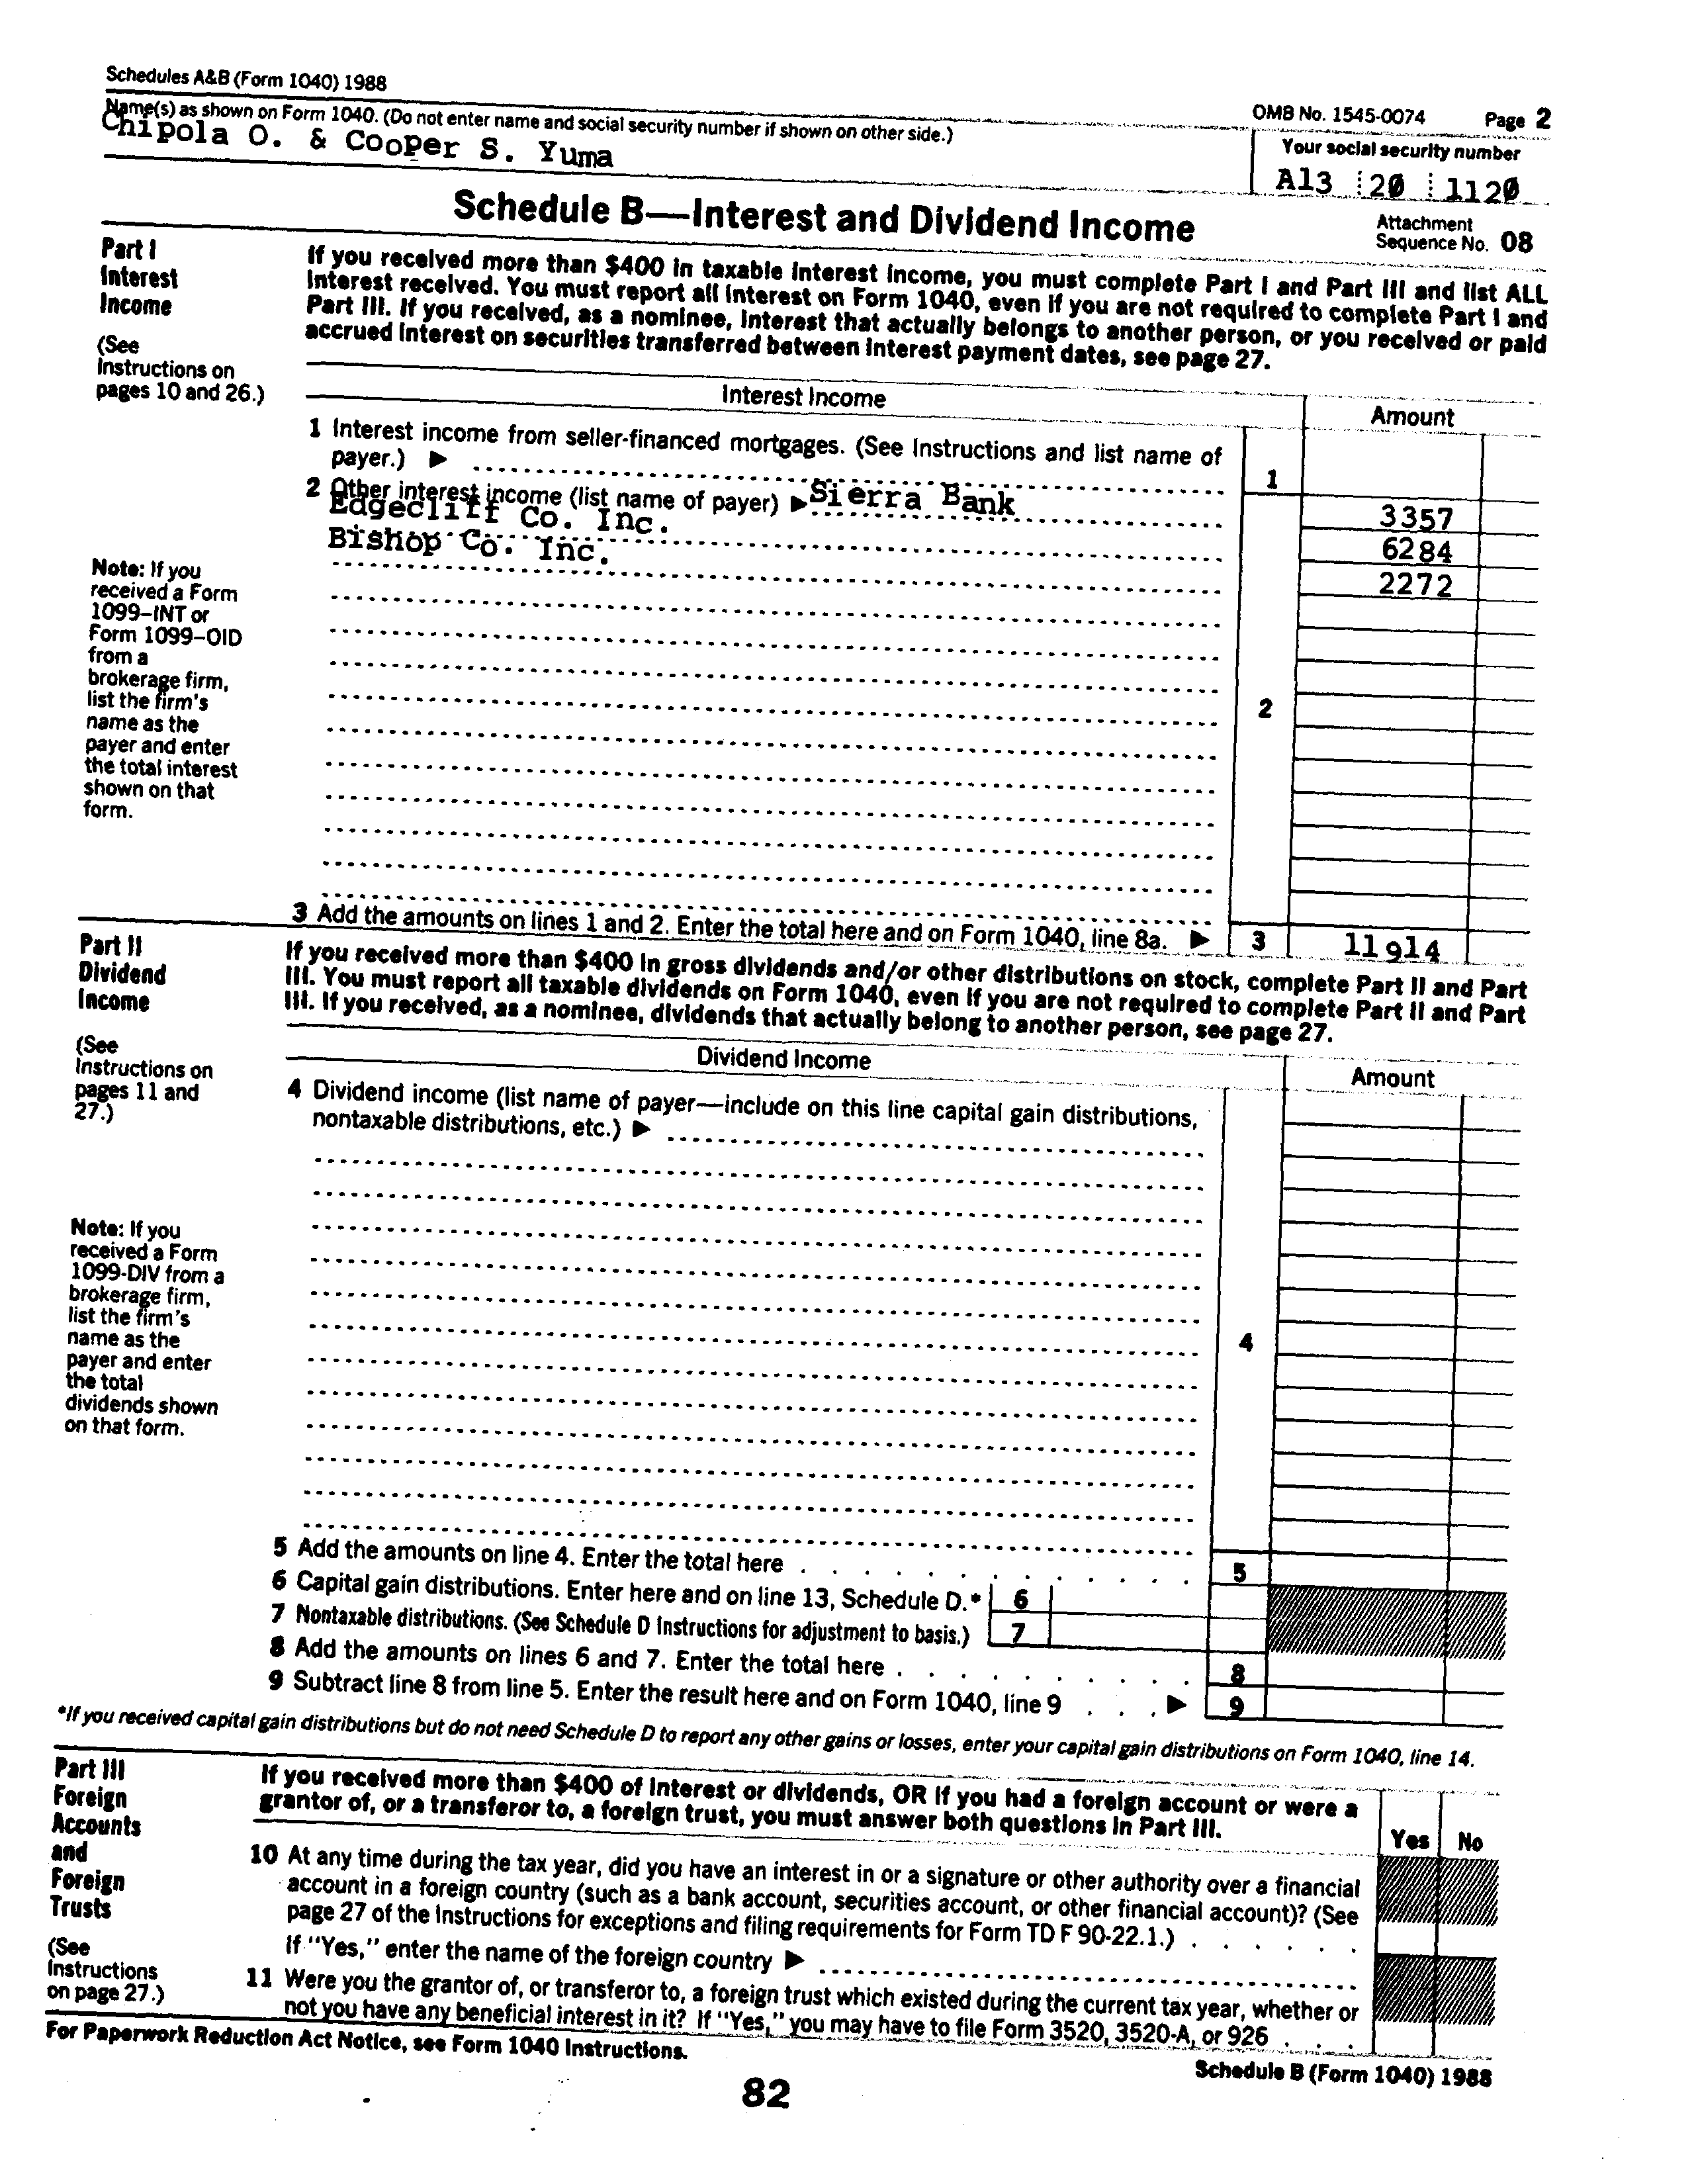 Schedules A&B (Form 1040) 1988
OMB No. 1545-0074 Page 2
Name(s) as shown on Form 1040. (Do not enter name and social security number if shown on other side.)
Your social security number
Chipola O. & Cooper S. Yuma
A13 20 1120
Schedule B—Interest and Dividend Income
Attachment
Sequence No. 08
Part I
Interest
Income
(See
Instructions on
pages 10 and 26.)
If you received more than $400 in taxable interest income, you must complete Part I and Part III and list ALL
interest received. You must report all interest on Form 1040, even if you are not required to complete Part I and
Part III. If you received, as a nominee, interest that actually belongs to another person, or you received or paid
accrued interest on securities transferred between interest payment dates, see page 27.
Interest Income
Amount
1 Interest income from seller-financed mortgages. (See Instructions and list name of
payer.) ▶
1
2 Other interest income (list name of payer) ▶ Sierra Bank
3357
Edgecliff Co. Inc.
6284
Bishop Co. Inc.
2272
Note: If you
received a Form
1099–INT or
Form 1099–OID
from a
brokerage firm,
list the firm's
name as the
payer and enter
the total interest
shown on that
form.
2
3 Add the amounts on lines 1 and 2. Enter the total here and on Form 1040, line 8a. ▶
3
11 914
Part II
Dividend
Income
(See
Instructions on
pages 11 and
27.)
If you received more than $400 in gross dividends and/or other distributions on stock, complete Part II and Part
III. You must report all taxable dividends on Form 1040, even if you are not required to complete Part II and Part
III. If you received, as a nominee, dividends that actually belong to another person, see page 27.
Dividend Income
Amount
4 Dividend income (list name of payer—include on this line capital gain distributions,
nontaxable distributions, etc.) ▶
Note: If you
received a Form
1099-DIV from a
brokerage firm,
list the firm's
name as the
payer and enter
the total
dividends shown
on that form.
4
5 Add the amounts on line 4. Enter the total here . . . . . . . . . . . .
5
6 Capital gain distributions. Enter here and on line 13, Schedule D.* 6
7 Nontaxable distributions. (See Schedule D Instructions for adjustment to basis.) 7
8 Add the amounts on lines 6 and 7. Enter the total here . . . . . . . . .
8
9 Subtract line 8 from line 5. Enter the result here and on Form 1040, line 9 . . . ▶
9
*If you received capital gain distributions but do not need Schedule D to report any other gains or losses, enter your capital gain distributions on Form 1040, line 14.
Part III
Foreign
Accounts
and
Foreign
Trusts
(See
Instructions
on page 27.)
If you received more than $400 of interest or dividends, OR if you had a foreign account or were a
grantor of, or a transferor to, a foreign trust, you must answer both questions in Part III.
Yes No
10 At any time during the tax year, did you have an interest in or a signature or other authority over a financial
account in a foreign country (such as a bank account, securities account, or other financial account)? (See
page 27 of the Instructions for exceptions and filing requirements for Form TD F 90-22.1.) . . . . . .
If "Yes," enter the name of the foreign country ▶
11 Were you the grantor of, or transferor to, a foreign trust which existed during the current tax year, whether or
not you have any beneficial interest in it? If "Yes," you may have to file Form 3520, 3520-A, or 926 . . . .
For Paperwork Reduction Act Notice, see Form 1040 Instructions.
Schedule B (Form 1040) 1988
82